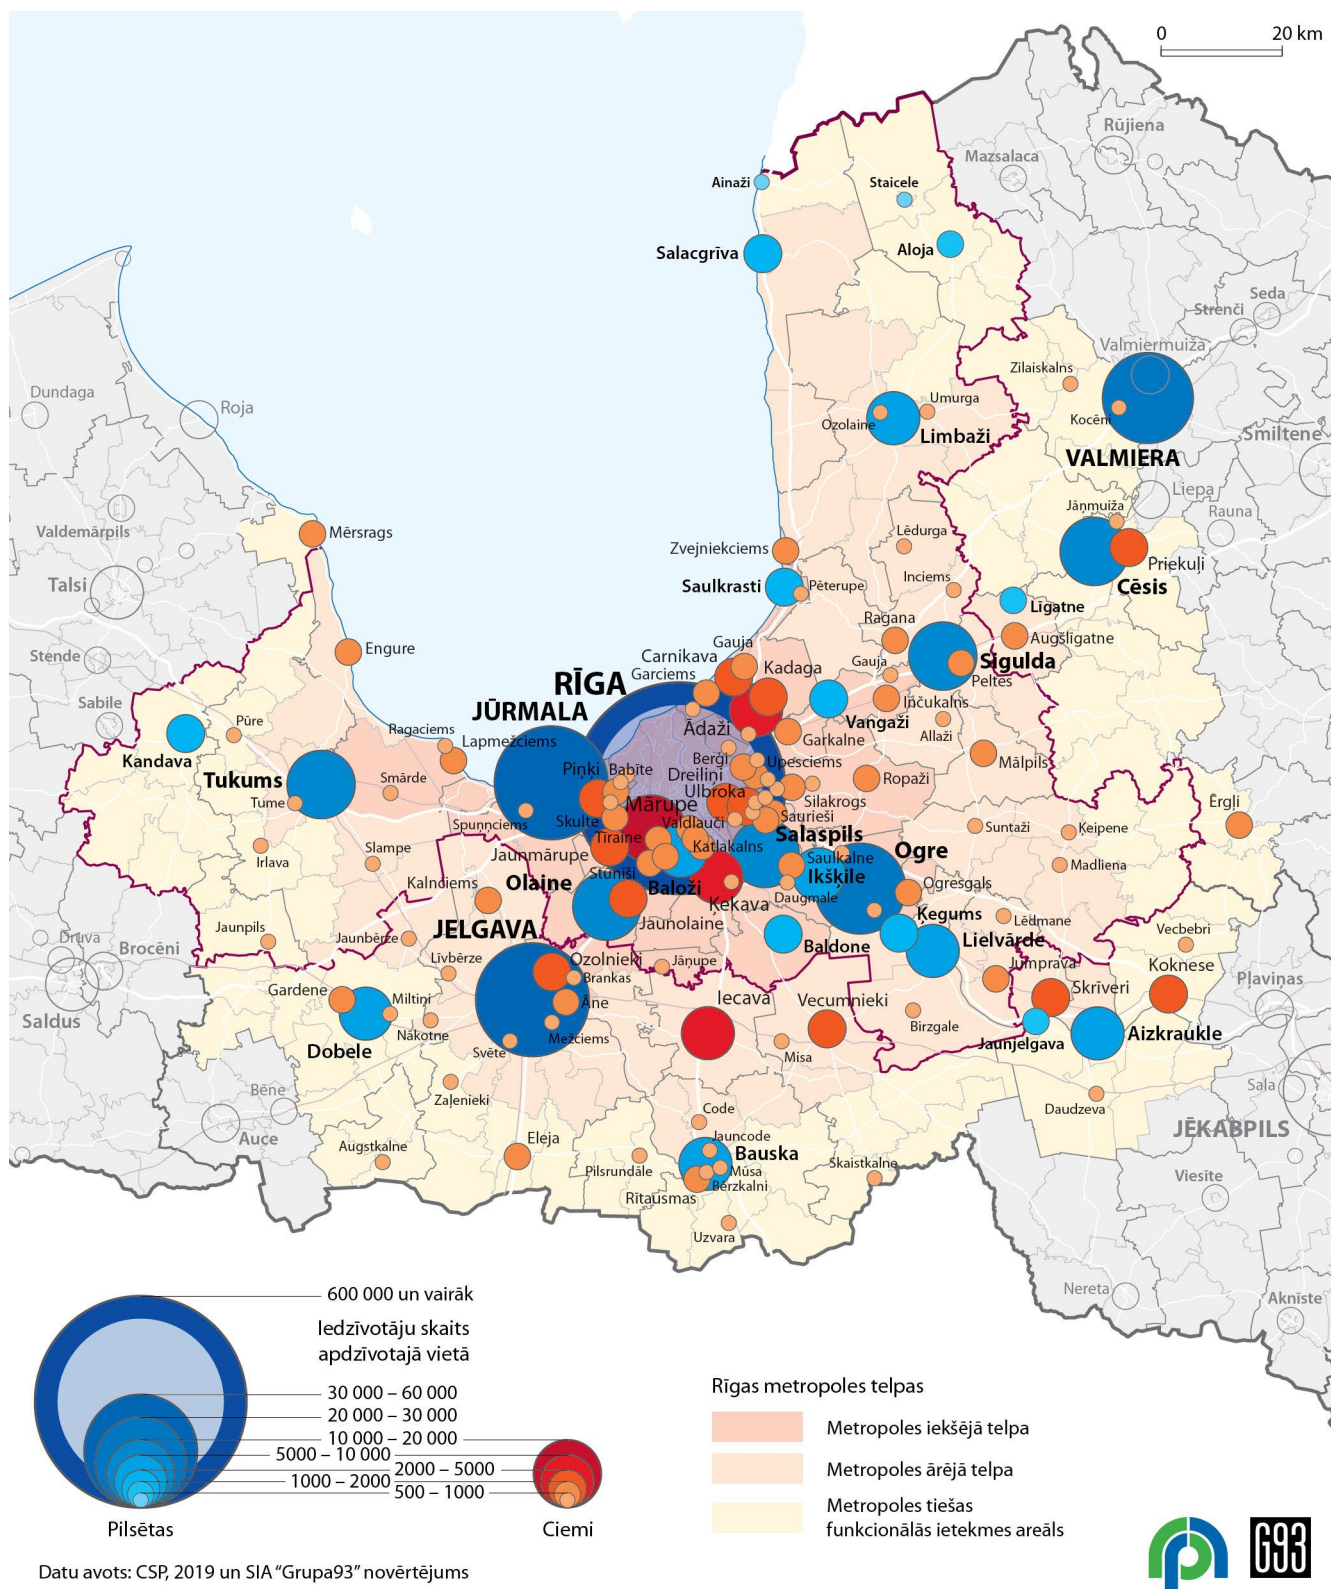 0 20 km
Rūjiena
Mazsalaca
Ainaži
Staicele
Salacgrīva
Aloja
Seda
Strenči
Valmiermuiža
Zilaiskalns
Dundaga
Roja
Umurga
Kocēni
Ozolaine
Limbaži
Smiltene
VALMIERA
Liepa
Jāņmuiža
Rauna
Valdemārpils
Mērsrags
Zvejniekciems
Lēdurga
Priekuļi
Talsi
Saulkrasti
Pēterupe
Inciems
Cēsis
Līgatne
Ragana
Augšlīgatne
Stende
Engure
Gauja
Carnikava
Kadaga
Gauja
Sigulda
Garciems
Peltes
RĪGA
Sabile
JŪRMALA
Inčukalns
Pūre
Ragaciems
Ādaži
Vangaži
Allaži
Kandava
Lapmežciems
Garkalne
Tukums
Piņķi
Babīte
Berģi
Upesciems
Mālpils
Smārde
Dreiliņi
Ropaži
Tume
Ulbroka
Silakrogs
Ērgļi
Mārupe
Spuņņciems
Skulte
Valdlauči
Saurieši
Suntaži
Ķeipene
Tīraine
Salaspils
Irlava
Slampe
Jaunmārupe
Katlakalns
Saulkalne
Ogre
Madliena
Stūnīši
Ikšķile
Kalnciems
Olaine
Baloži
Daugmale
Ogresgals
Ķekava
Ķegums
Lēdmane
Jaunpils
Jaunbērze
JELGAVA
Jaunolaine
Baldone
Lielvārde
Vecbebri
Druva
Brocēni
Līvbērze
Ozolnieki
Jāņupe
Jumprava
Koknese
Pļaviņas
Brankas
Gardene
Miltiņi
Āne
Iecava
Vecumnieki
Skrīveri
Saldus
Nākotne
Mežciems
Birzgale
Aizkraukle
Dobele
Svēte
Misa
Jaunjelgava
Bēne
Zaļenieki
Sala
Code
Daudzeva
Auce
Eleja
Jauncode
JĒKABPILS
Augstkalne
Bauska
Pilsrundāle
Mūsa
Skaistkalne
Viesīte
Bērzkalni
Rītausmas
Uzvara
Nereta
Aknīste
600 000 un vairāk
Iedzīvotāju skaits
apdzīvotajā vietā
30 000 – 60 000
20 000 – 30 000
10 000 – 20 000
5000 – 10 000
2000 – 5000
1000 – 2000
500 – 1000
Pilsētas
Ciemi
Rīgas metropoles telpas
Metropoles iekšējā telpa
Metropoles ārējā telpa
Metropoles tiešas
funkcionālās ietekmes areāls
G93
Datu avots: CSP, 2019 un SIA “Grupa93” novērtējums